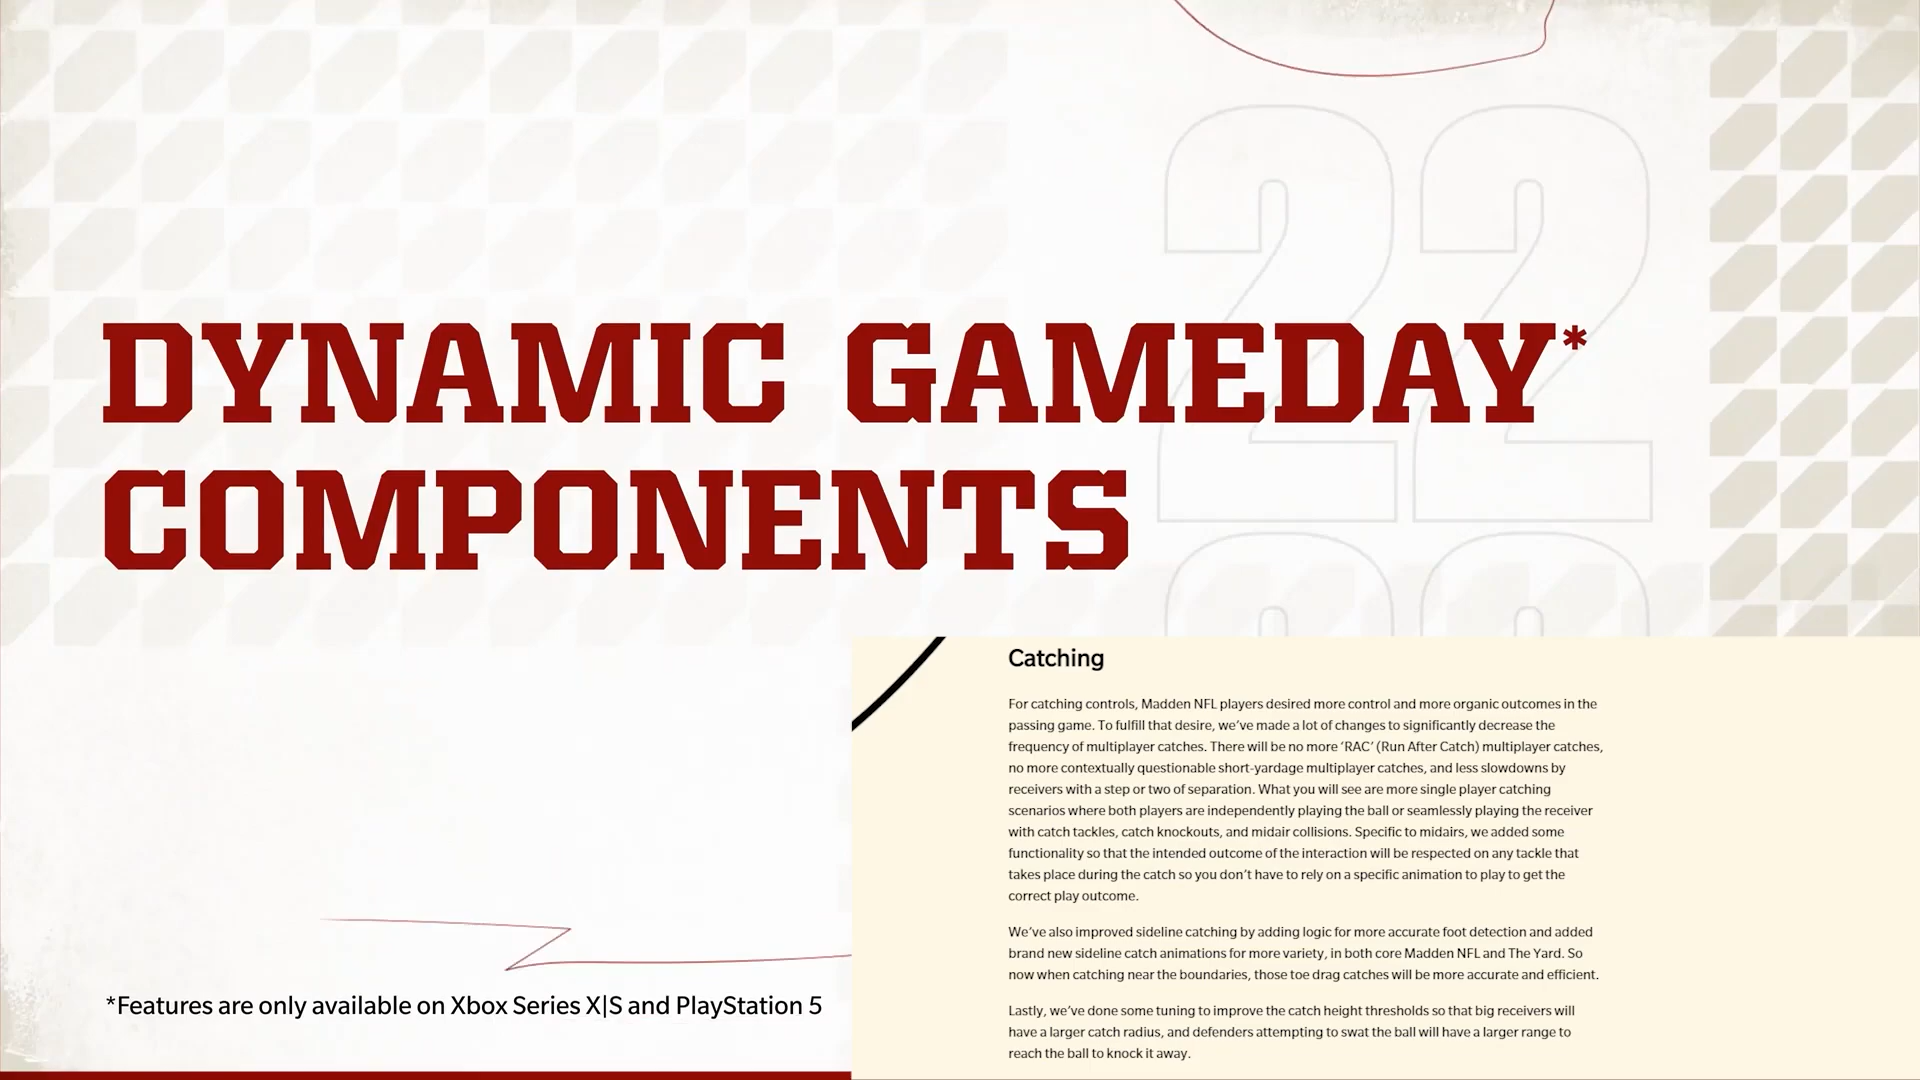 22
DYNAMIC GAMEDAY*
COMPONENTS
Catching
For catching controls, Madden NFL players desired more control and more organic outcomes in the
passing game. To fulfill that desire, we've made a lot of changes to significantly decrease the
frequency of multiplayer catches. There will be no more 'RAC' (Run After Catch) multiplayer catches,
no more contextually questionable short-yardage multiplayer catches, and less slowdowns by
receivers with a step or two of separation. What you will see are more single player catching
scenarios where both players are independently playing the ball or seamlessly playing the receiver
with catch tackles, catch knockouts, and midair collisions. Specific to midairs, we added some
functionality so that the intended outcome of the interaction will be respected on any tackle that
takes place during the catch so you don't have to rely on a specific animation to play to get the
correct play outcome.
We've also improved sideline catching by adding logic for more accurate foot detection and added
brand new sideline catch animations for more variety, in both core Madden NFL and The Yard. So
now when catching near the boundaries, those toe drag catches will be more accurate and efficient.
Lastly, we've done some tuning to improve the catch height thresholds so that big receivers will
have a larger catch radius, and defenders attempting to swat the ball will have a larger range to
reach the ball to knock it away.
*Features are only available on Xbox Series X|S and PlayStation 5